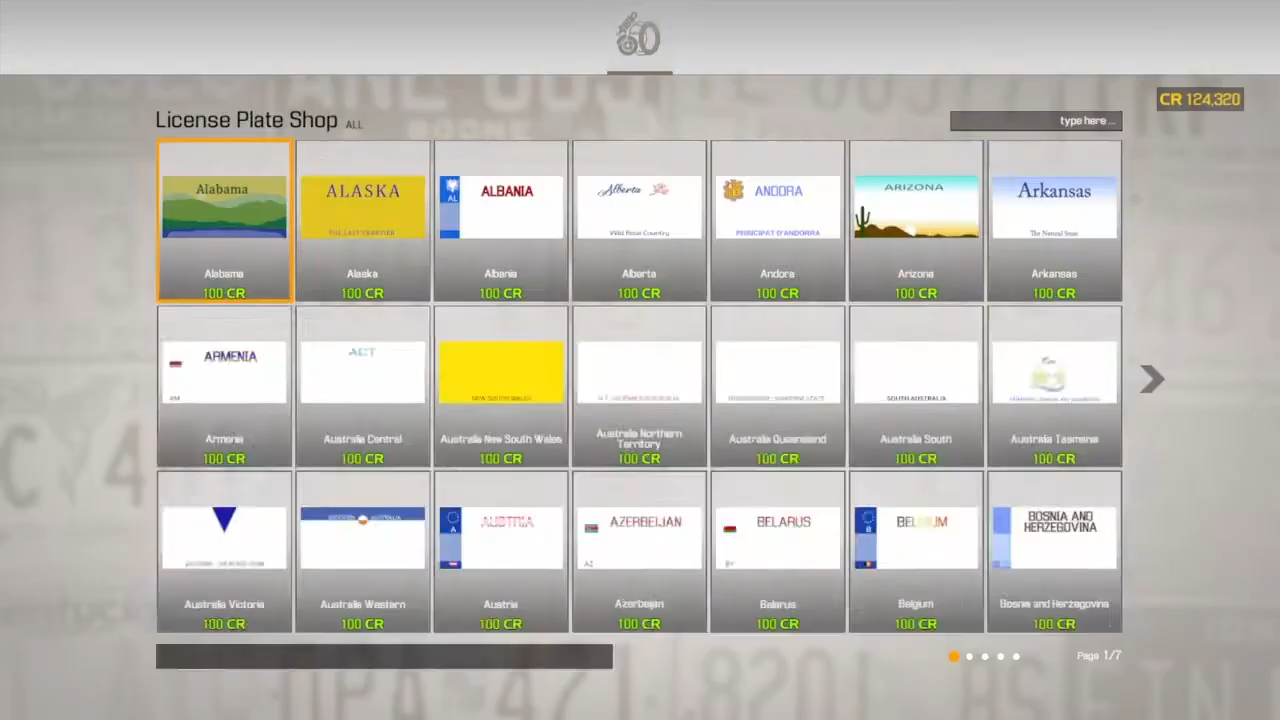 60
CR 124,320
License Plate Shop ALL
type here ...
Alabama
Alabama
100 CR
ALASKA
THE LAST FRONTIER
Alaska
100 CR
AL
ALBANIA
Albania
100 CR
Alberta
Wild Rose Country
Alberta
100 CR
ANDORA
PRINCIPAT D'ANDORRA
Andora
100 CR
ARIZONA
Arizona
100 CR
Arkansas
The Natural State
Arkansas
100 CR
ARMENIA
AM
Armenia
100 CR
ACT
Australia Central
100 CR
NEW SOUTH WALES
Australia New South Wales
100 CR
Australia Northern
Territory
100 CR
Australia Queensland
100 CR
SOUTH AUSTRALIA
Australia South
100 CR
Australia Tasmania
100 CR
Australia Victoria
100 CR
WESTERN AUSTRALIA
Australia Western
100 CR
A
AUSTRIA
Austria
100 CR
AZERBEIJAN
AZ
Azerbeijan
100 CR
BELARUS
BY
Belarus
100 CR
B
BELGIUM
Belgium
100 CR
BOSNIA AND
HERZEGOVINA
Bosnia and Herzegovina
100 CR
Page 1/7